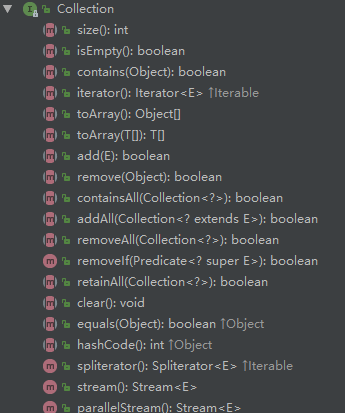 Collection
size(): int
isEmpty(): boolean
contains(Object): boolean
iterator(): Iterator<E> ↑Iterable
toArray(): Object[]
toArray(T[]): T[]
add(E): boolean
remove(Object): boolean
containsAll(Collection<?>): boolean
addAll(Collection<? extends E>): boolean
removeAll(Collection<?>): boolean
removeIf(Predicate<? super E>): boolean
retainAll(Collection<?>): boolean
clear(): void
equals(Object): boolean ↑Object
hashCode(): int ↑Object
spliterator(): Spliterator<E> ↑Iterable
stream(): Stream<E>
parallelStream(): Stream<E>